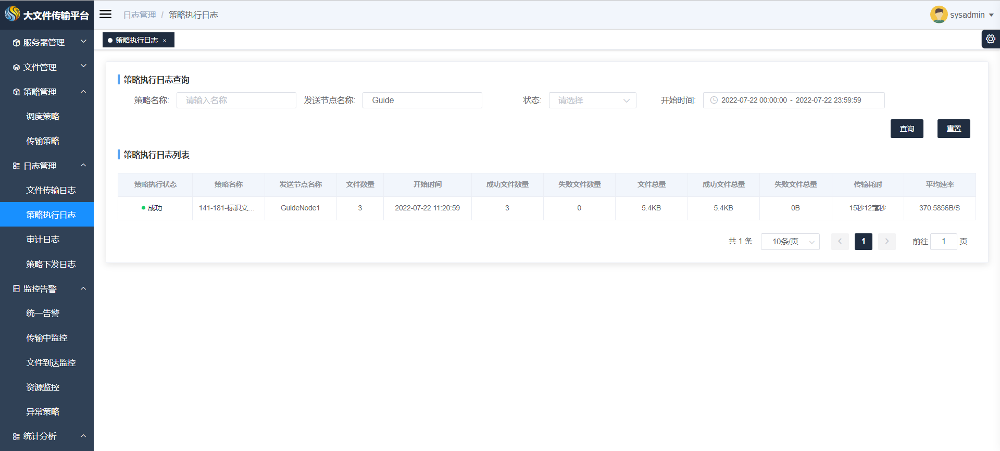 大文件传输平台
日志管理 / 策略执行日志
sysadmin
策略执行日志 ×
服务器管理
文件管理
策略管理
调度策略
传输策略
日志管理
文件传输日志
策略执行日志
审计日志
策略下发日志
监控告警
统一告警
传输中监控
文件到达监控
资源监控
异常策略
统计分析
策略执行日志查询
策略名称: 请输入名称 发送节点名称: Guide 状态: 请选择 开始时间: 2022-07-22 00:00:00 - 2022-07-22 23:59:59
查询 重置
策略执行日志列表
策略执行状态 策略名称 发送节点名称 文件数量 开始时间 成功文件数量 失败文件数量 文件总量 成功文件总量 失败文件总量 传输耗时 平均速率
成功 141-181-标识文... GuideNode1 3 2022-07-22 11:20:59 3 0 5.4KB 5.4KB 0B 15秒12毫秒 370.5856B/S
共 1 条 10条/页 1 前往 1 页